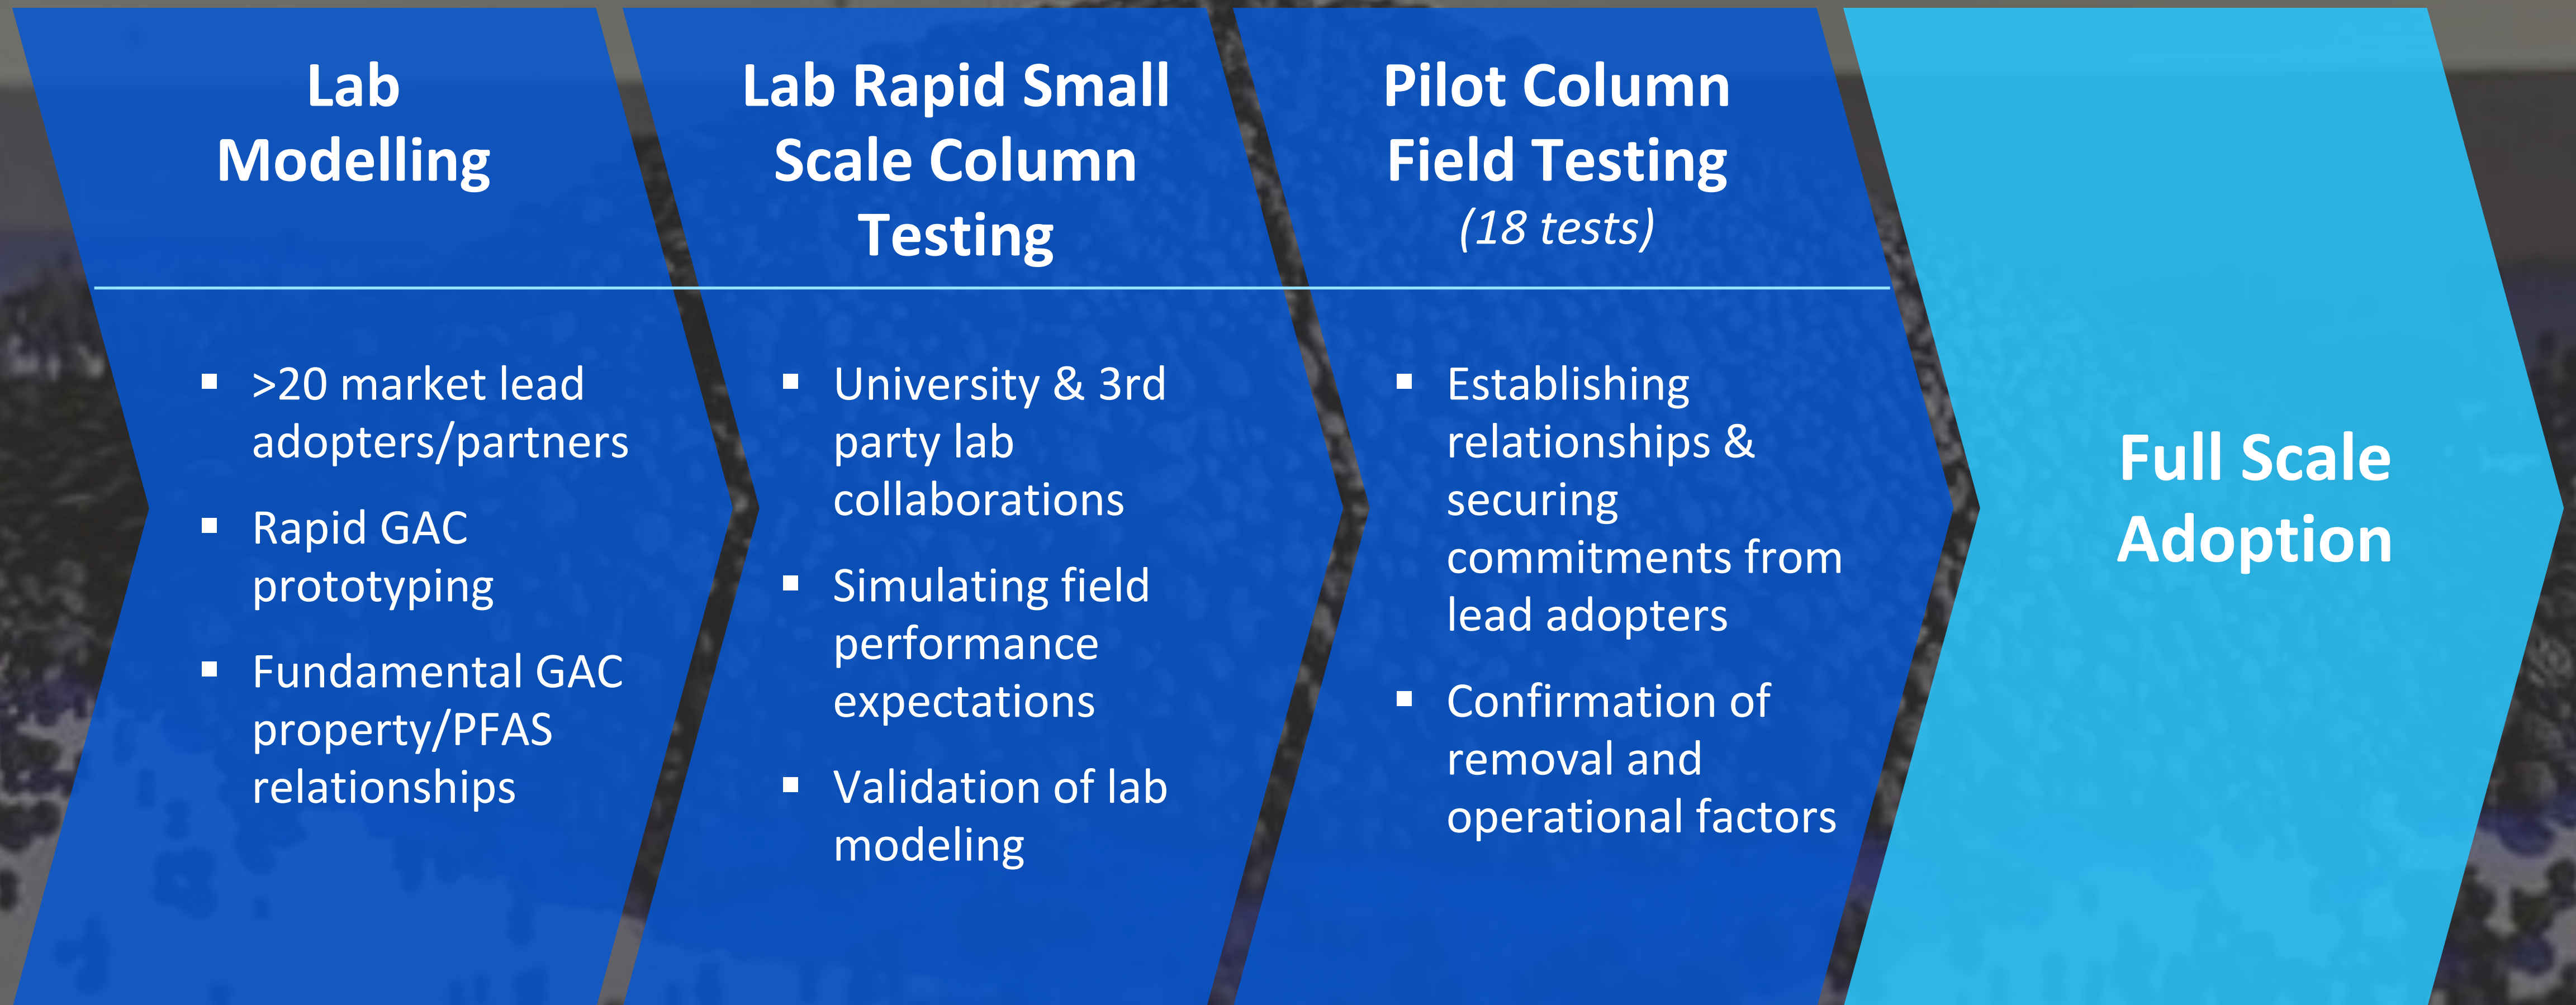 Lab
Modelling
▪ >20 market lead
adopters/partners
▪ Rapid GAC
prototyping
▪ Fundamental GAC
property/PFAS
relationships
Lab Rapid Small
Scale Column
Testing
▪ University & 3rd
party lab
collaborations
▪ Simulating field
performance
expectations
▪ Validation of lab
modeling
Pilot Column
Field Testing
(18 tests)
▪ Establishing
relationships &
securing
commitments from
lead adopters
▪ Confirmation of
removal and
operational factors
Full Scale
Adoption